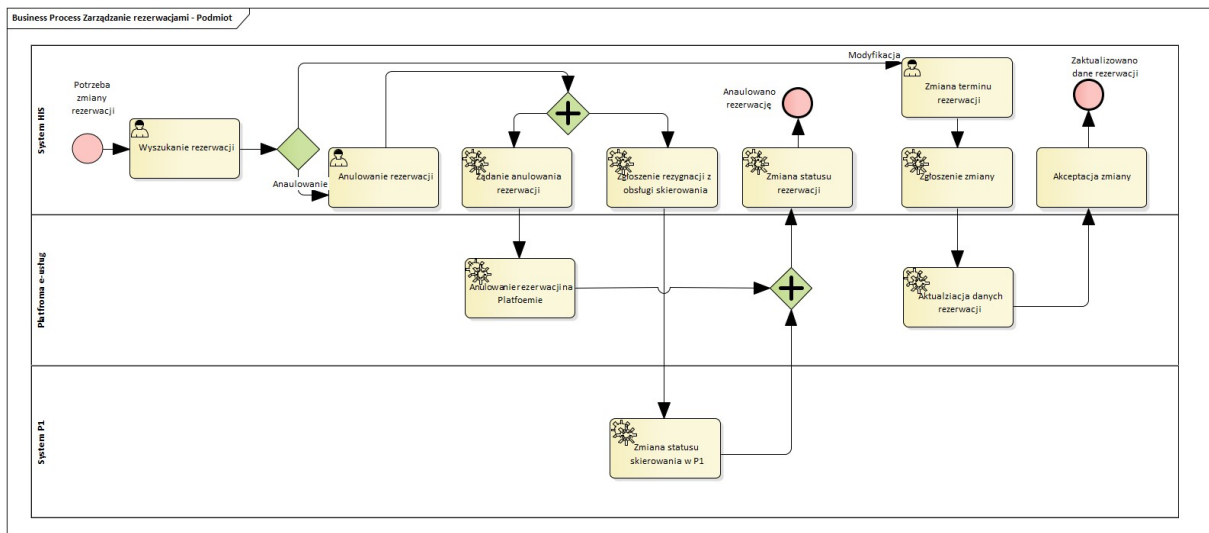 Business Process Zarządzanie rezerwacjami - Podmiot
System HIS
Potrzeba
zmiany
rezerwacji
Wyszukanie rezerwacji
Anaulowanie
Modyfikacja
Anulowanie rezerwacji
Żądanie anulowania
rezerwacji
Zgłoszenie rezygnacji z
obsługi skierowania
Anaulowano
rezerwację
Zmiana statusu
rezerwacji
Zmiana terminu
rezerwacji
Zgłoszenie zmiany
Zaktualizowano
dane rezerwacji
Akceptacja zmiany
Platfroma e-usług
Anulowanie rezerwacji na
Platfoemie
Aktualziacja danych
rezerwacji
System P1
Zmiana statusu
skierowania w P1